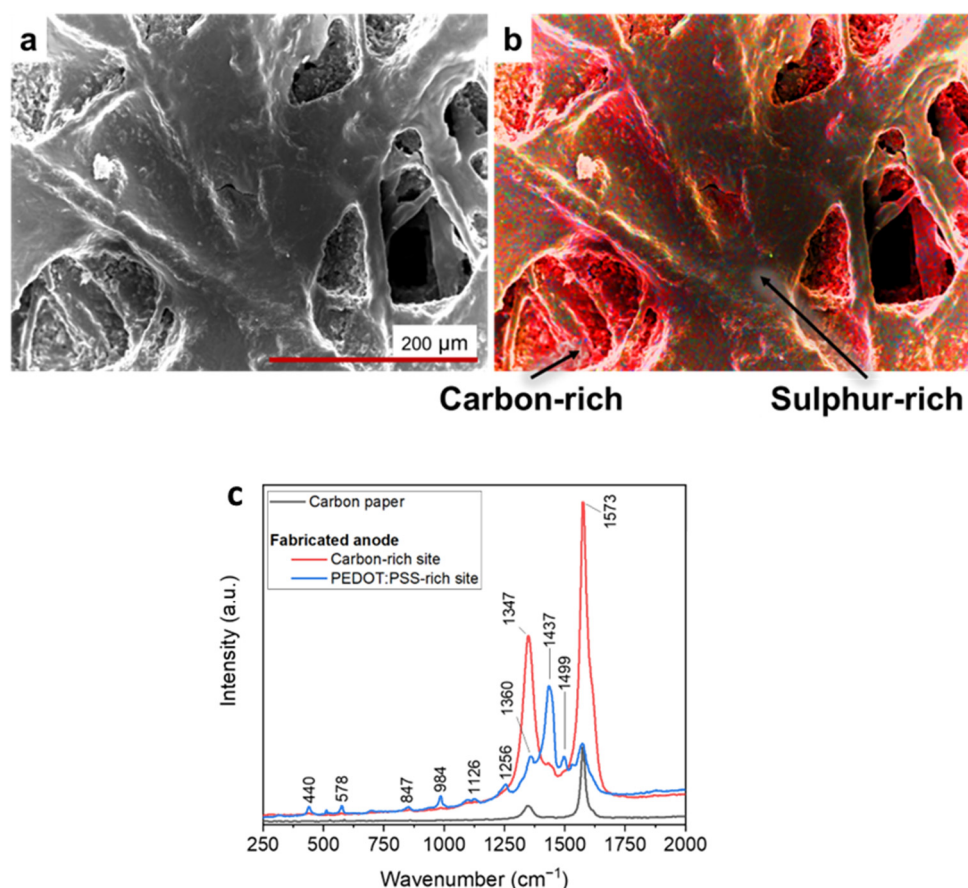 a
b
200 µm
Carbon-rich
Sulphur-rich
c
Carbon paper
Fabricated anode
Carbon-rich site
PEDOT:PSS-rich site
Intensity (a.u.)
440
578
847
984
1126
1256
1360
1347
1437
1499
1573
250 500 750 1000 1250 1500 1750 2000
Wavenumber (cm⁻¹)